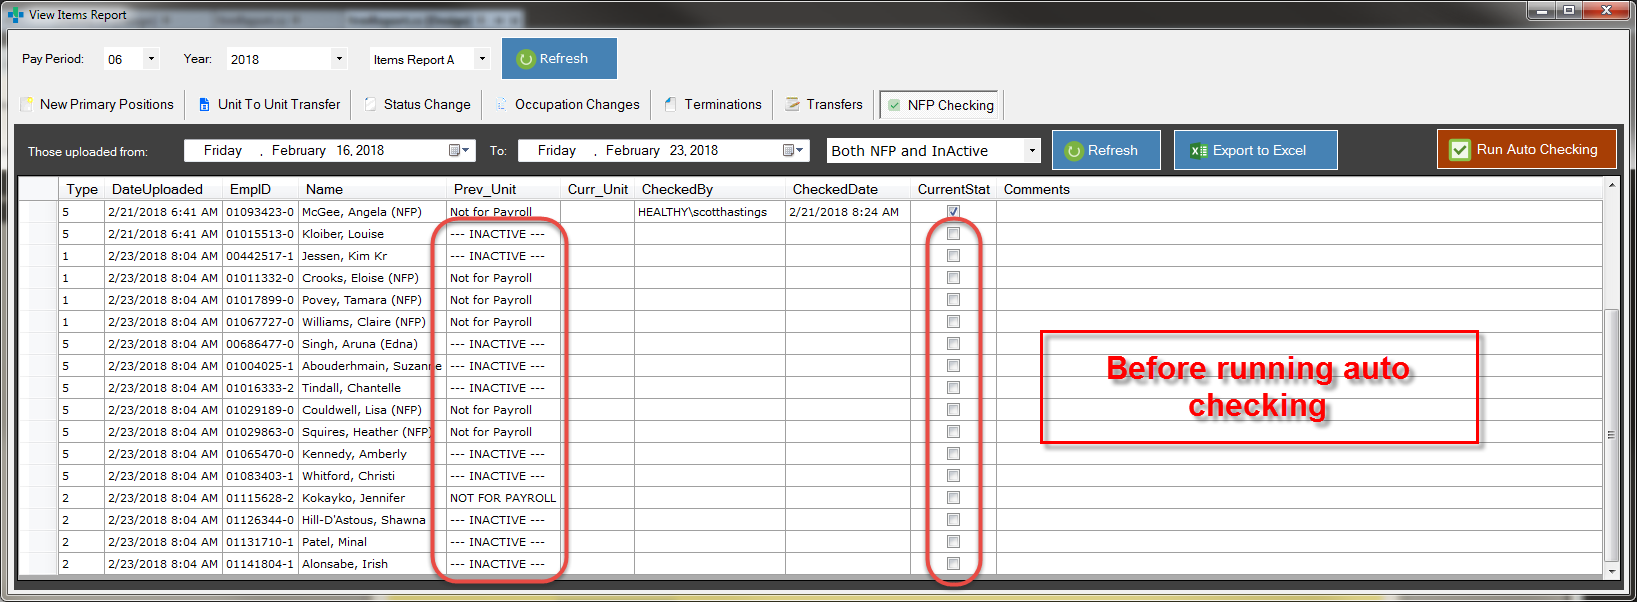 View Items Report
Pay Period: 06 Year: 2018 Items Report A Refresh
New Primary Positions Unit To Unit Transfer Status Change Occupation Changes Terminations Transfers NFP Checking
Those uploaded from: Friday , February 16, 2018 To: Friday , February 23, 2018 Both NFP and InActive Refresh Export to Excel Run Auto Checking
Type DateUploaded EmpID Name Prev_Unit Curr_Unit CheckedBy CheckedDate CurrentStat Comments
5 2/21/2018 6:41 AM 01093423-0 McGee, Angela (NFP) Not for Payroll HEALTHY\scotthastings 2/21/2018 8:24 AM
5 2/21/2018 6:41 AM 01015513-0 Kloiber, Louise --- INACTIVE ---
1 2/23/2018 8:04 AM 00442517-1 Jessen, Kim Kr --- INACTIVE ---
1 2/23/2018 8:04 AM 01011332-0 Crooks, Eloise (NFP) Not for Payroll
1 2/23/2018 8:04 AM 01017899-0 Povey, Tamara (NFP) Not for Payroll
1 2/23/2018 8:04 AM 01067727-0 Williams, Claire (NFP) Not for Payroll
5 2/23/2018 8:04 AM 00686477-0 Singh, Aruna (Edna) --- INACTIVE ---
5 2/23/2018 8:04 AM 01004025-1 Abouderhmain, Suzanne --- INACTIVE ---
5 2/23/2018 8:04 AM 01016333-2 Tindall, Chantelle --- INACTIVE ---
5 2/23/2018 8:04 AM 01029189-0 Couldwell, Lisa (NFP) Not for Payroll
5 2/23/2018 8:04 AM 01029863-0 Squires, Heather (NFP) Not for Payroll
5 2/23/2018 8:04 AM 01065470-0 Kennedy, Amberly --- INACTIVE ---
5 2/23/2018 8:04 AM 01083403-1 Whitford, Christi --- INACTIVE ---
2 2/23/2018 8:04 AM 01115628-2 Kokayko, Jennifer NOT FOR PAYROLL
2 2/23/2018 8:04 AM 01126344-0 Hill-D'Astous, Shawna --- INACTIVE ---
2 2/23/2018 8:04 AM 01131710-1 Patel, Minal --- INACTIVE ---
2 2/23/2018 8:04 AM 01141804-1 Alonsabe, Irish --- INACTIVE ---
Before running auto
checking